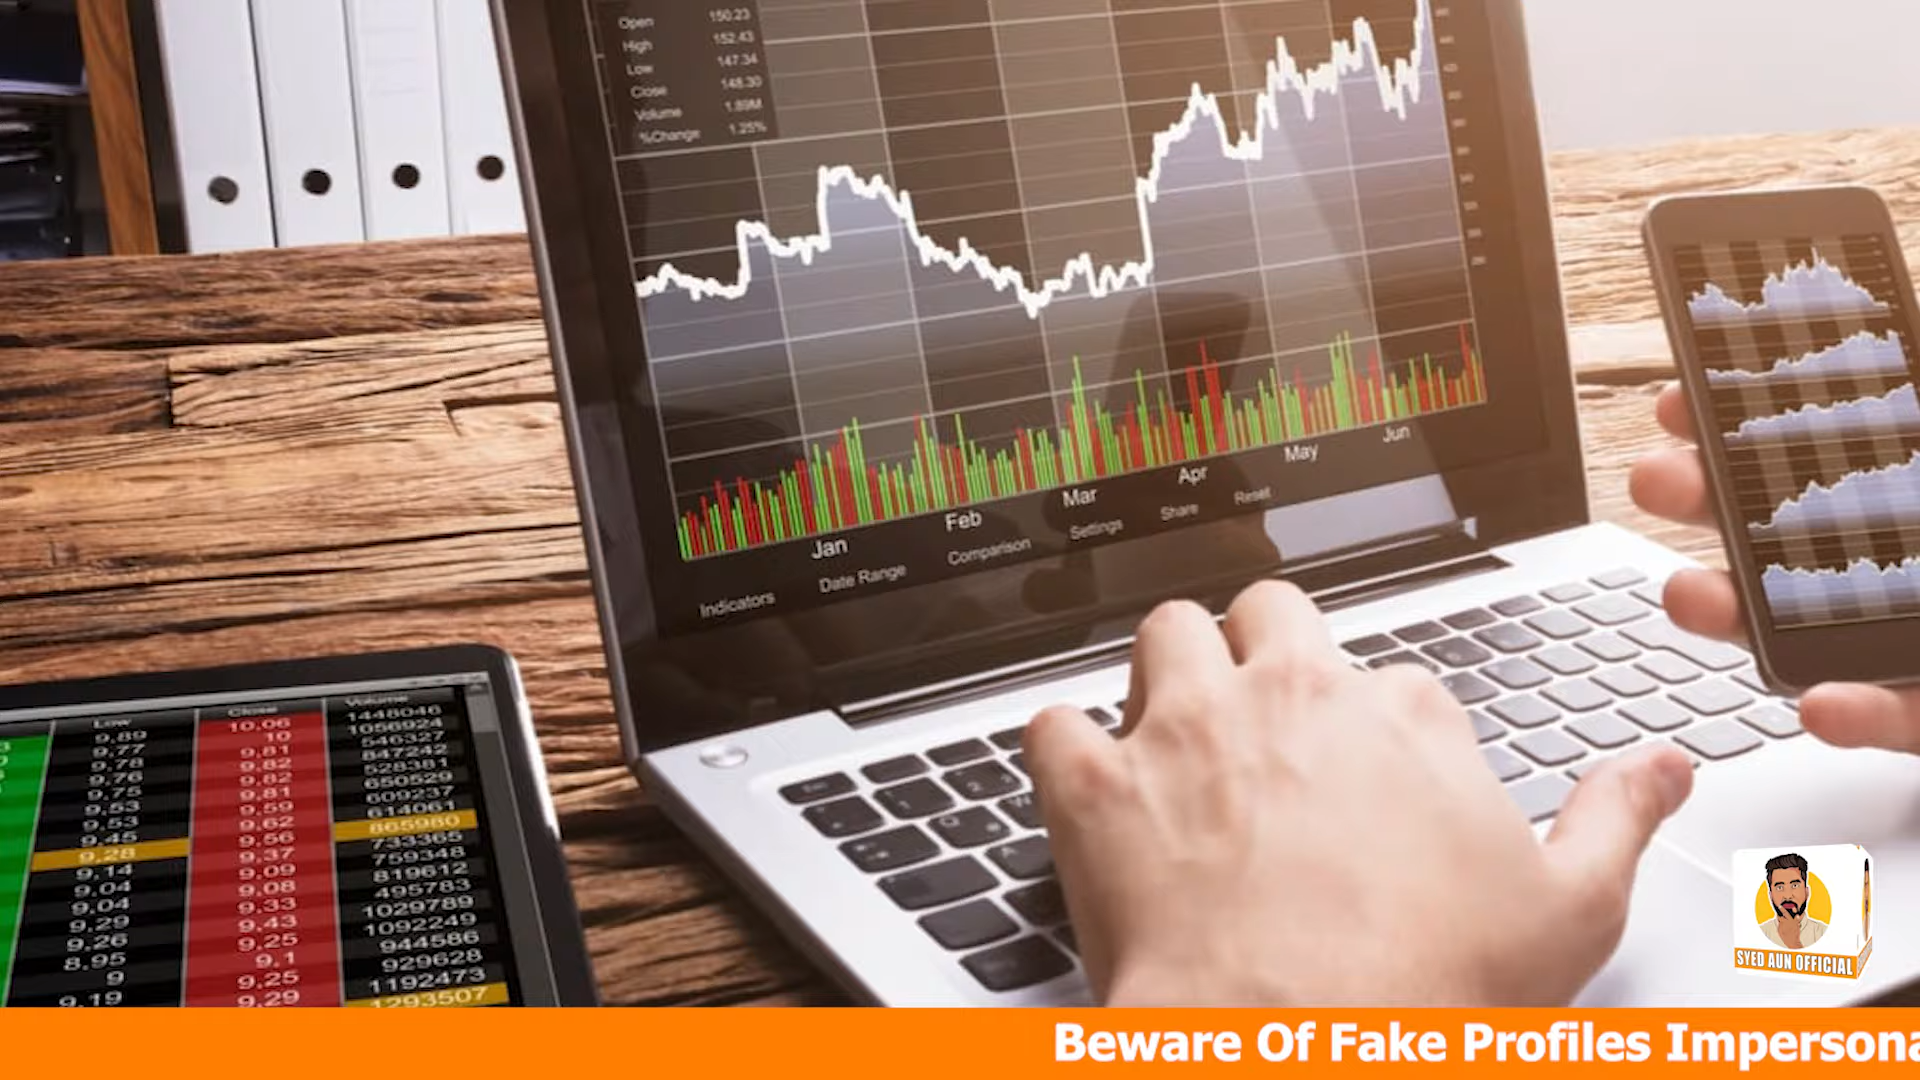 Open 150.23
High 152.43
Low 147.34
Close 148.30
Volume 1.89M
%Change 1.25%
Jan Feb Mar Apr May Jun
Indicators Date Range Comparison Settings Share Reset
Low Close Volume
9,89 10.06 1448046
9,77 10 10589924
9,78 9,81 546327
9,76 9,82 847242
9,75 9,82 528381
9,53 9,81 650529
9,53 9,59 609237
9,45 9,62 614061
9,28 9,56 865980
9,14 9,37 733365
9,04 9,09 759348
9,04 9,08 819612
9,29 9,33 495783
9,26 9,43 1029789
8,95 9,25 1092249
9 9,1 944586
9,19 9,25 929628
9,29 1192473
1293507
SYED AUN OFFICIAL
Beware Of Fake Profiles Impersona